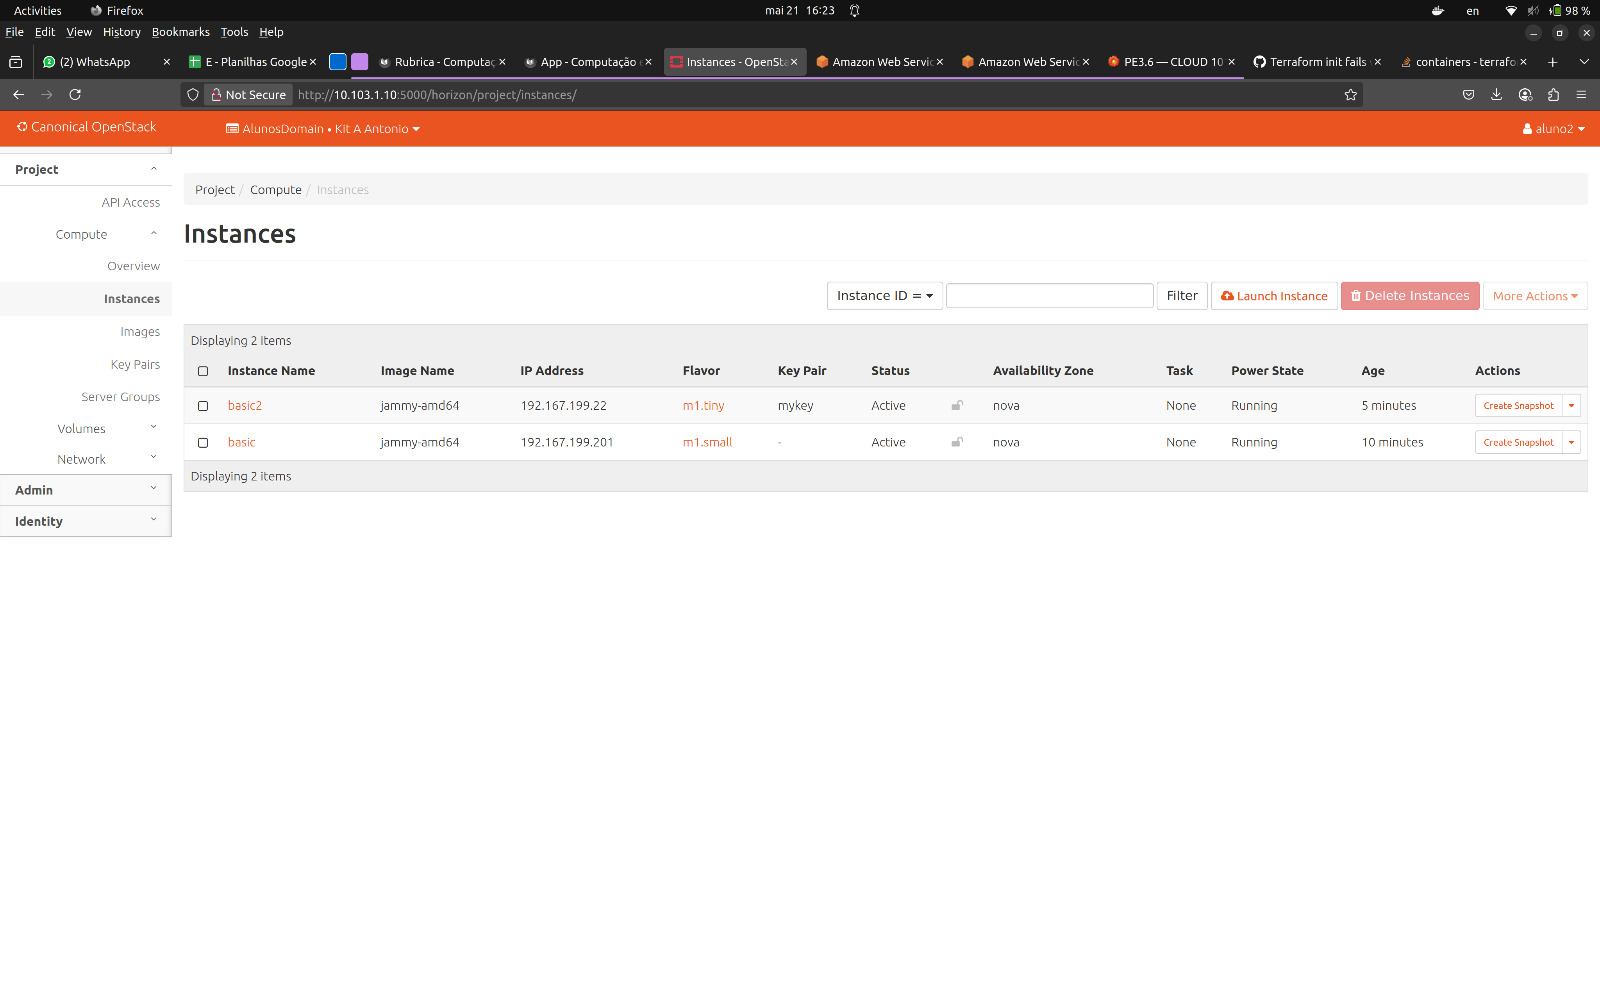 Activities Firefox mai 21 16:23 en 98 %
File Edit View History Bookmarks Tools Help
(2) WhatsApp E - Planilhas Google Rubrica - Computaç App - Computação e Instances - OpenSta Amazon Web Servic Amazon Web Servic PE3.6 — CLOUD 10 Terraform init fails containers - terrafo
Not Secure http://10.103.1.10:5000/horizon/project/instances/
Canonical OpenStack AlunosDomain • Kit A Antonio aluno2
Project
API Access
Compute
Overview
Instances
Images
Key Pairs
Server Groups
Volumes
Network
Admin
Identity
Project / Compute / Instances
Instances
Instance ID = Filter Launch Instance Delete Instances More Actions
Displaying 2 items
Instance Name Image Name IP Address Flavor Key Pair Status Availability Zone Task Power State Age Actions
basic2 jammy-amd64 192.167.199.22 m1.tiny mykey Active nova None Running 5 minutes Create Snapshot
basic jammy-amd64 192.167.199.201 m1.small - Active nova None Running 10 minutes Create Snapshot
Displaying 2 items